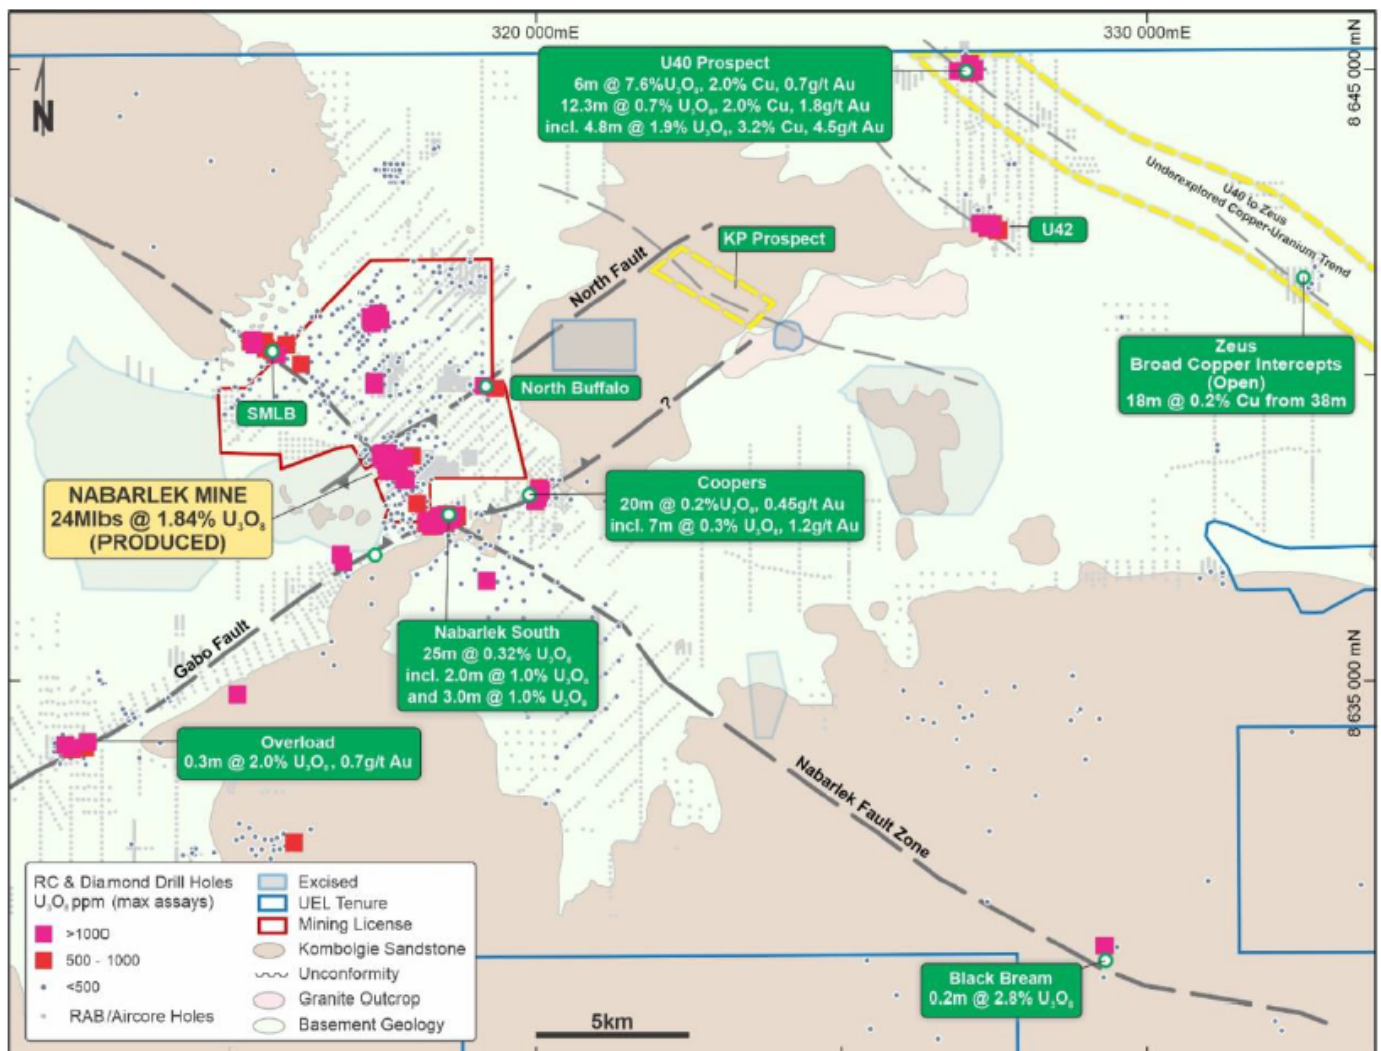 320 000mE
330 000mE
8 645 000 mN
N
U40 Prospect
6m @ 7.6%U₃O₈, 2.0% Cu, 0.7g/t Au
12.3m @ 0.7% U₃O₈, 2.0% Cu, 1.8g/t Au
incl. 4.8m @ 1.9% U₃O₈, 3.2% Cu, 4.5g/t Au
U40 to Zeus
Underexplored Copper-Uranium Trend
U42
KP Prospect
North Fault
Zeus
Broad Copper Intercepts
(Open)
18m @ 0.2% Cu from 38m
North Buffalo
SMLB
?
NABARLEK MINE
24Mlbs @ 1.84% U₃O₈
(PRODUCED)
Coopers
20m @ 0.2%U₃O₈, 0.45g/t Au
incl. 7m @ 0.3% U₃O₈, 1.2g/t Au
Gabo Fault
Nabarlek South
25m @ 0.32% U₃O₈
incl. 2.0m @ 1.0% U₃O₈
and 3.0m @ 1.0% U₃O₈
8 635 000 mN
Overload
0.3m @ 2.0% U₃O₈, 0.7g/t Au
Nabarlek Fault Zone
Black Bream
0.2m @ 2.8% U₃O₈
RC & Diamond Drill Holes
U₃O₈ ppm (max assays)
>1000
500 - 1000
<500
RAB/Aircore Holes
Excised
UEL Tenure
Mining License
Kombolgie Sandstone
Unconformity
Granite Outcrop
Basement Geology
5km